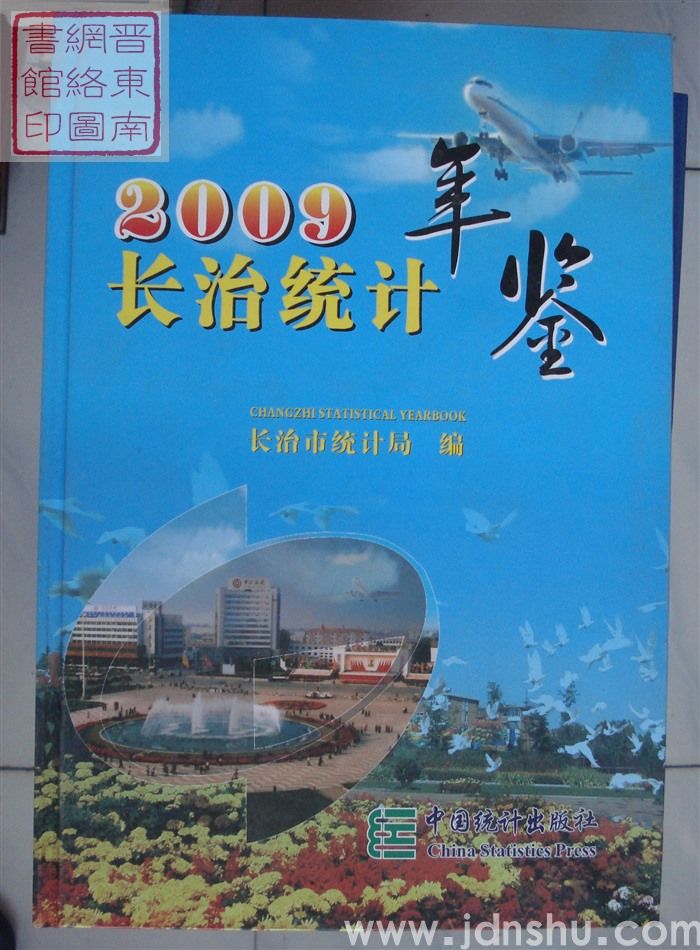 晋东南
網絡圖
書館印
2009
长治统计
年鉴
CHANGZHI STATISTICAL YEARBOOK
长治市统计局 编
中国统计出版社
China Statistics Press
www.jdnshu.com